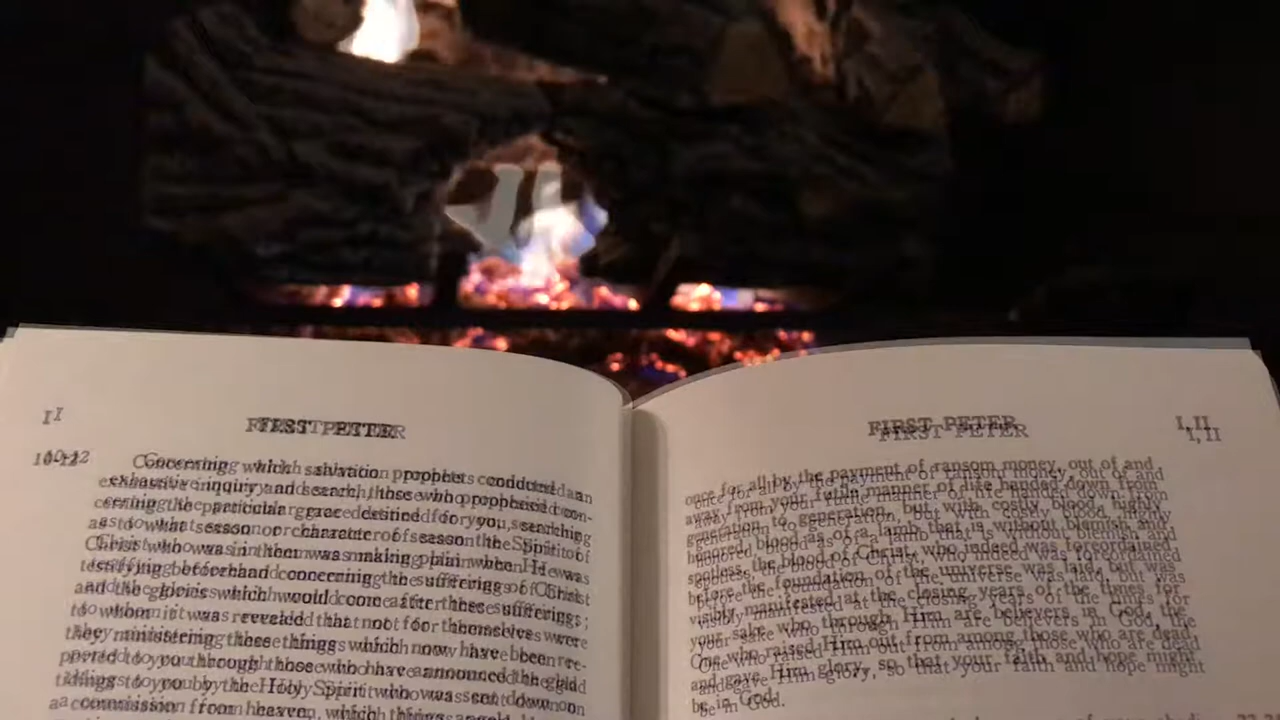 I
FIRST PETER
10-12
Concerning which salvation prophets conducted an
exhaustive inquiry and search, those who prophesied con-
cerning the particular grace destined for you, searching
as to what season or character of season the Spirit of
Christ who was in them was making plain when He was
testifying beforehand concerning the sufferings of Christ
and the glories which would come after these sufferings;
to whom it was revealed that not for themselves were
they ministering these things which now have been re-
ported to you through those who have announced the glad
tidings to you by the Holy Spirit who was sent down on
a commission from heaven, which things angels
FIRST PETER
I, II
once for all by the payment of ransom money, out of and
away from your futile manner of life handed down from
generation to generation, but with costly blood, highly
honored, blood as of a lamb that is without blemish and
spotless, the blood of Christ, who indeed was foreordained
before the foundation of the universe was laid, but was
visibly manifested at the closing years of the times for
your sake who through Him are believers in God, the
One who raised Him out from among those who are dead
and gave Him glory, so that your faith and hope might
be in God.